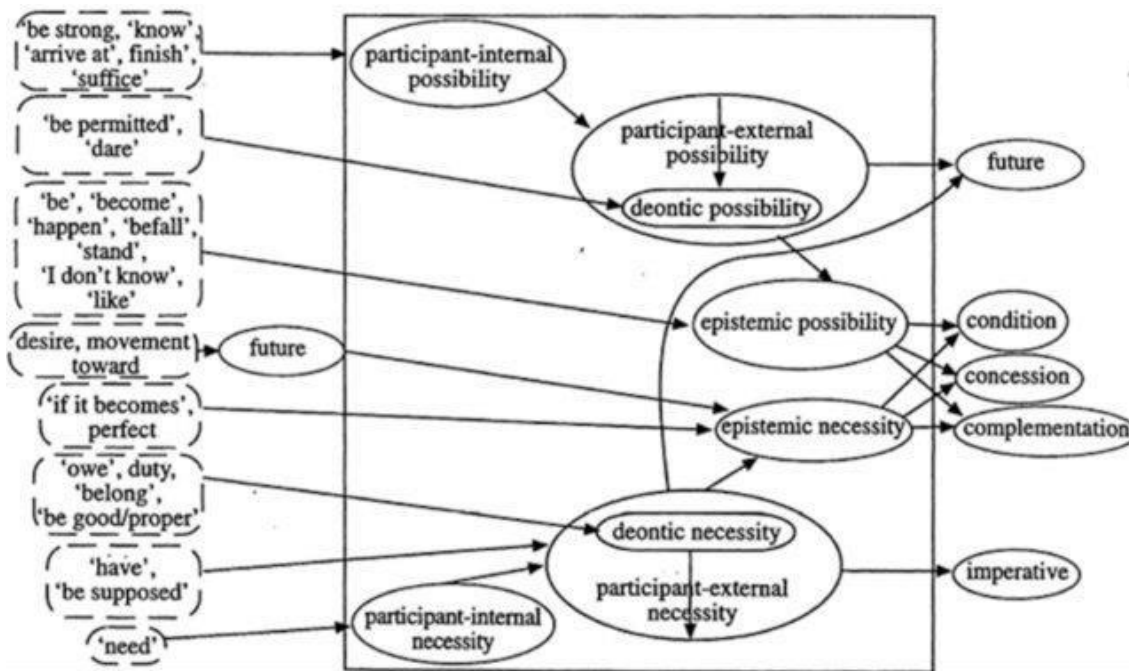 'be strong, 'know',
'arrive at', finish',
'suffice'
participant-internal
possibility
'be permitted',
'dare'
participant-external
possibility
deontic possibility
future
'be', 'become',
'happen', 'befall',
'stand',
'I don't know',
'like'
epistemic possibility
condition
desire, movement
toward
future
concession
'if it becomes',
perfect
epistemic necessity
complementation
'owe', duty,
'belong',
'be good/proper'
deontic necessity
'have',
'be supposed'
participant-external
necessity
imperative
participant-internal
necessity
'need'